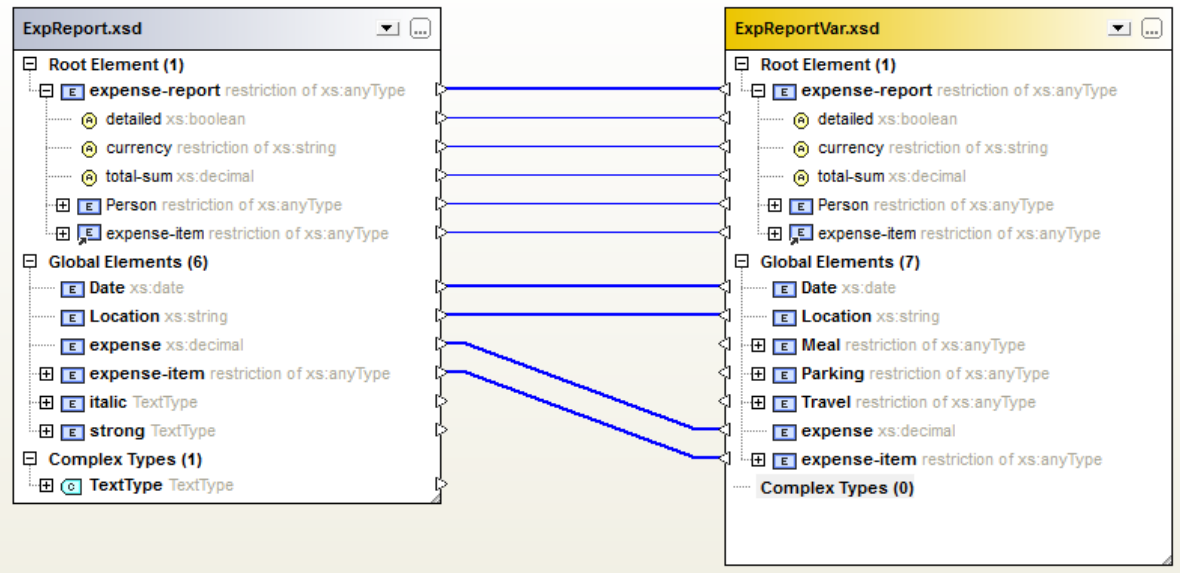 ExpReport.xsd
Root Element (1)
E expense-report restriction of xs:anyType
A detailed xs:boolean
A currency restriction of xs:string
A total-sum xs:decimal
E Person restriction of xs:anyType
E expense-item restriction of xs:anyType
Global Elements (6)
E Date xs:date
E Location xs:string
E expense xs:decimal
E expense-item restriction of xs:anyType
E italic TextType
E strong TextType
Complex Types (1)
C TextType TextType
ExpReportVar.xsd
Root Element (1)
E expense-report restriction of xs:anyType
A detailed xs:boolean
A currency restriction of xs:string
A total-sum xs:decimal
E Person restriction of xs:anyType
E expense-item restriction of xs:anyType
Global Elements (7)
E Date xs:date
E Location xs:string
E Meal restriction of xs:anyType
E Parking restriction of xs:anyType
E Travel restriction of xs:anyType
E expense xs:decimal
E expense-item restriction of xs:anyType
Complex Types (0)